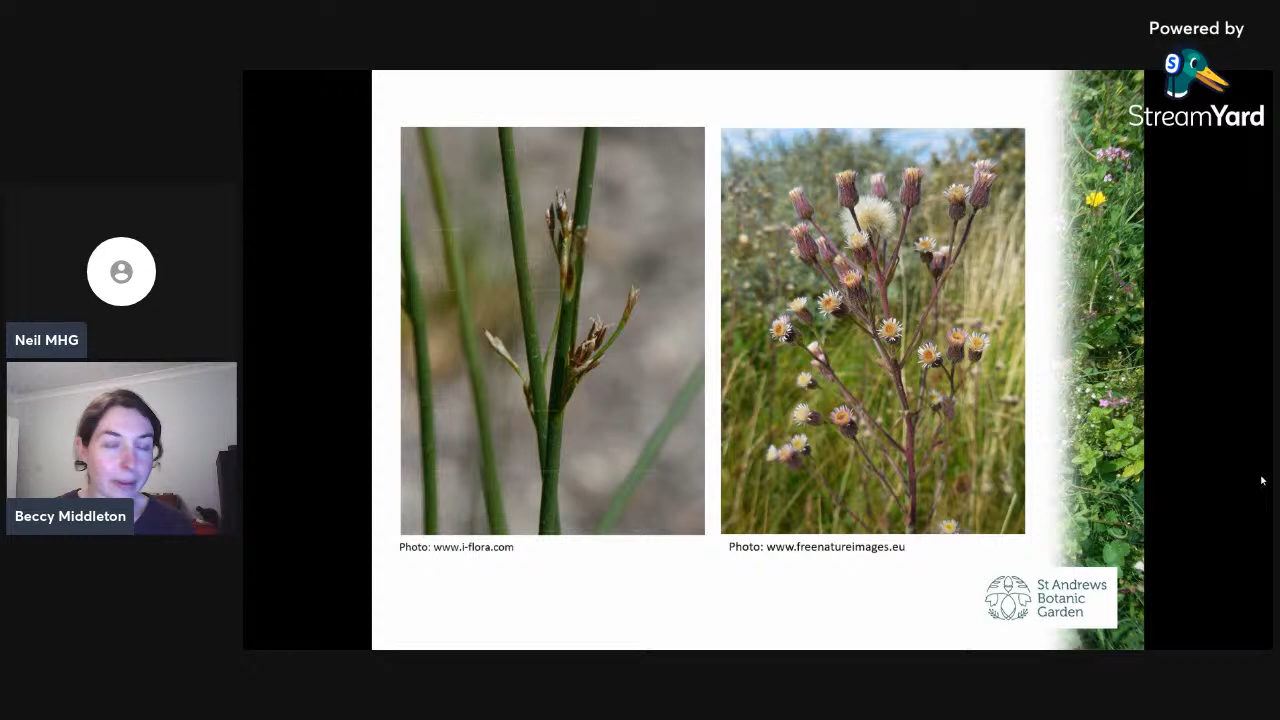 Powered by
StreamYard
Neil MHG
Beccy Middleton
Photo: www.i-flora.com
Photo: www.freenatureimages.eu
St Andrews
Botanic
Garden